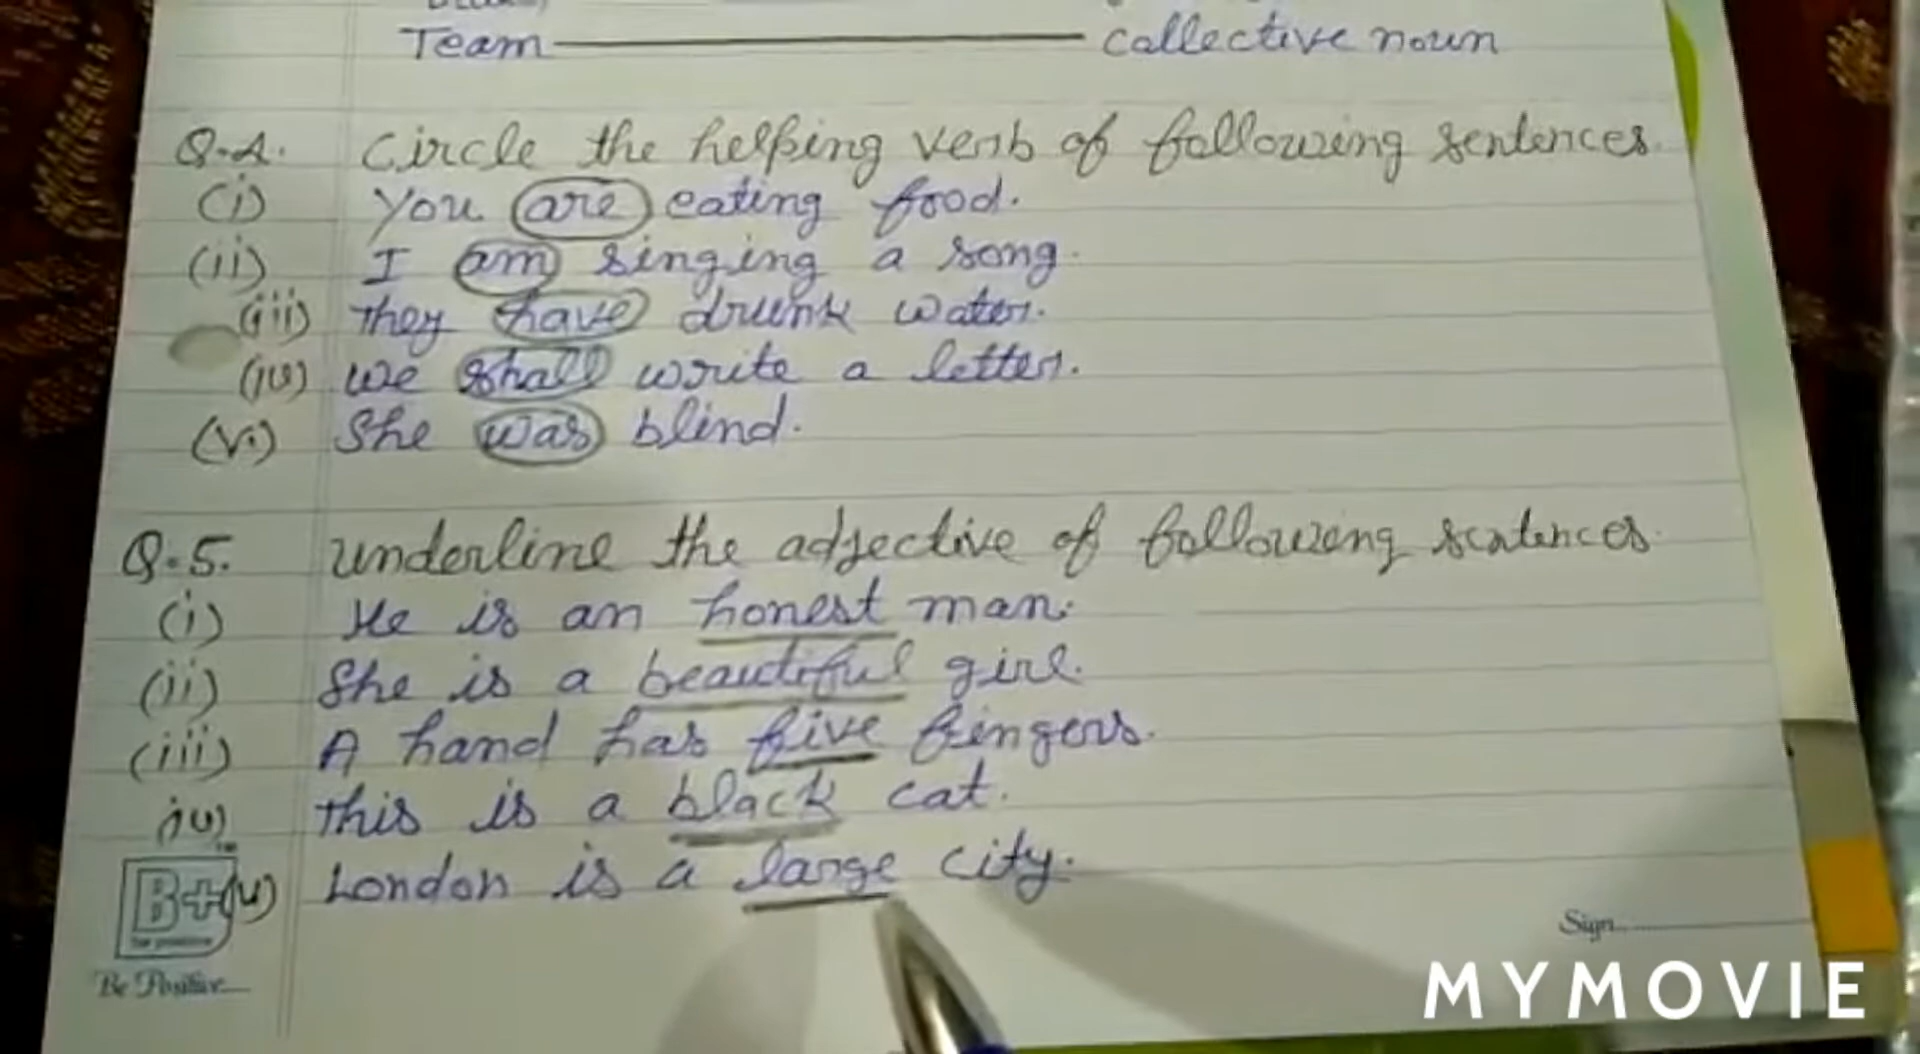 Team ———— collective noun
Q-4. Circle the helping verb of following sentences.
(i) You are eating food.
(ii) I am singing a song.
(iii) They have drunk water.
(iv) we shall write a letter.
(vi) She was blind.
Q.5. underline the adjective of following sentences.
(i) He is an honest man.
(ii) She is a beautiful girl.
(iii) A hand has five fingers.
(iv) This is a black cat.
(v) London is a large city.
B+
be positive
Be Positive....
Sign................
MYMOVIE